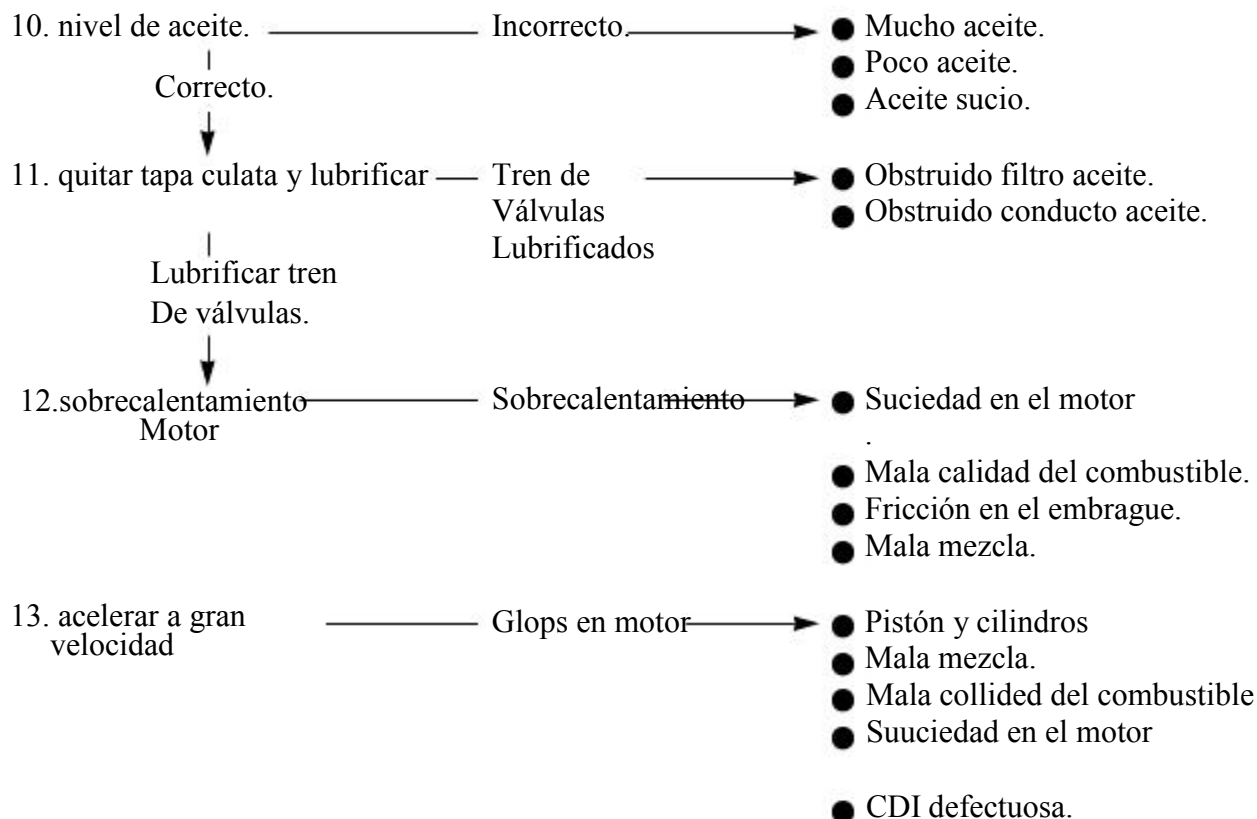 10. nivel de aceite. Incorrecto. ● Mucho aceite.
● Poco aceite.
Correcto.
● Aceite sucio.
11. quitar tapa culata y lubrificar Tren de ● Obstruido filtro aceite.
Válvulas ● Obstruido conducto aceite.
Lubrificados
Lubrificar tren
De válvulas.
12.sobrecalentamiento Sobrecalentamiento ● Suciedad en el motor
Motor
.
● Mala calidad del combustible.
● Fricción en el embrague.
● Mala mezcla.
13. acelerar a gran Glops en motor ● Pistón y cilindros
velocidad
● Mala mezcla.
● Mala collided del combustible
● Suuciedad en el motor
● CDI defectuosa.